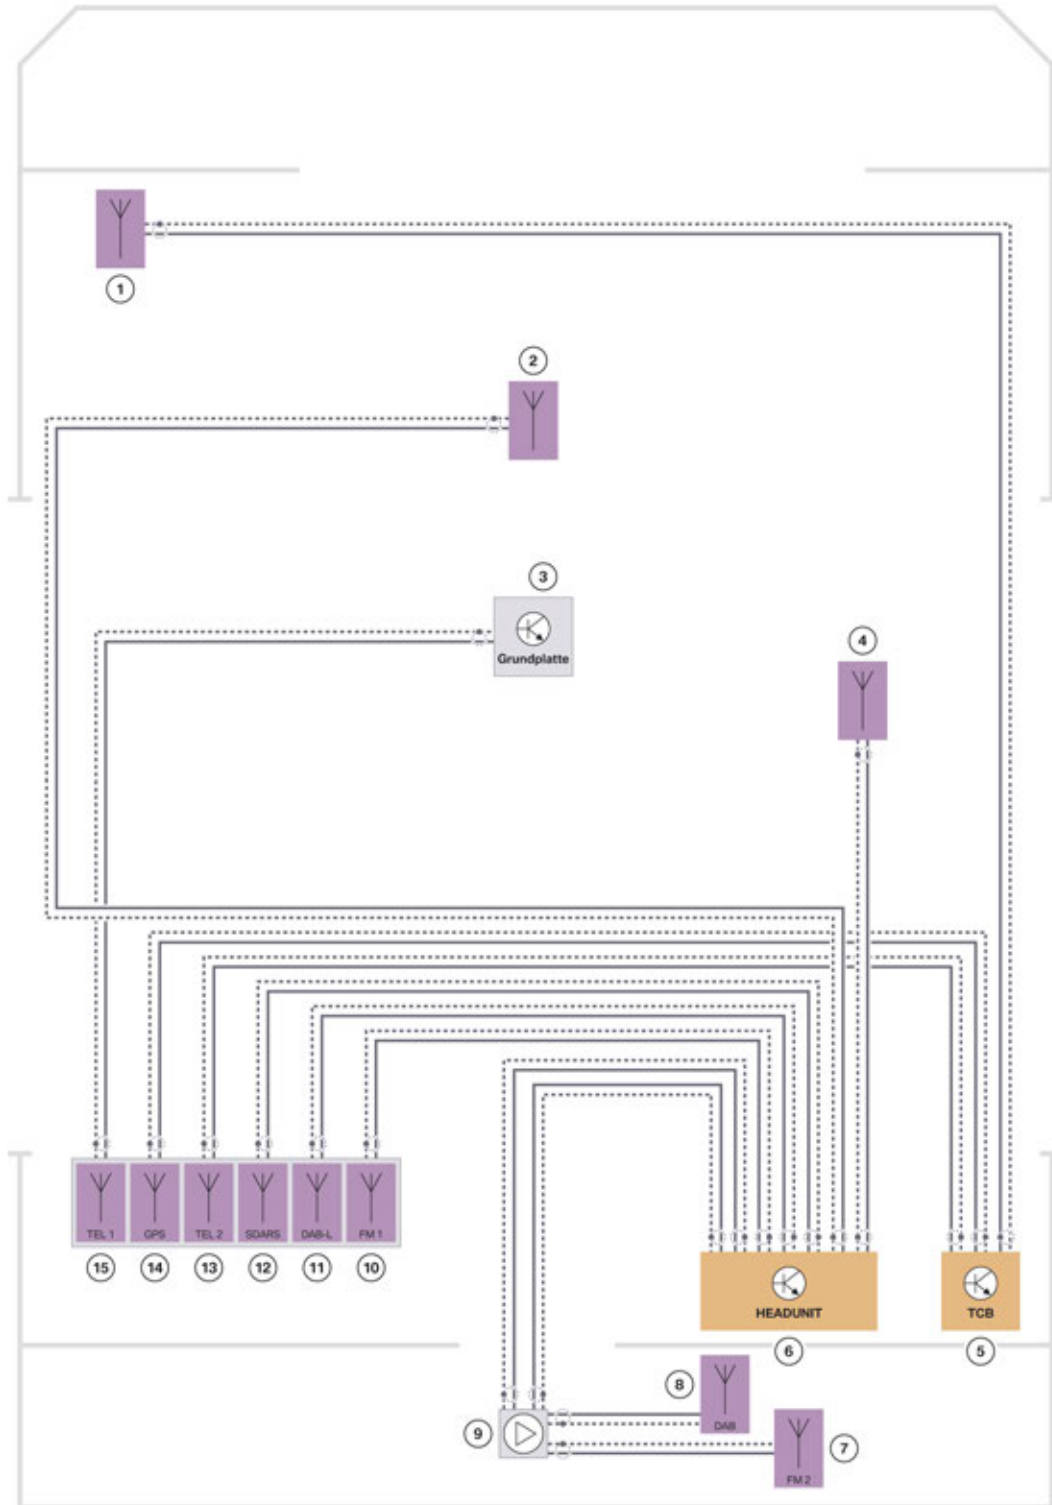 1
2
3
Grundplatte
4
TEL 1
GPS
TEL 2
SDARS
DAB-L
FM 1
15
14
13
12
11
10
HEADUNIT
TCB
6
5
8
DAB
9
7
FM 2